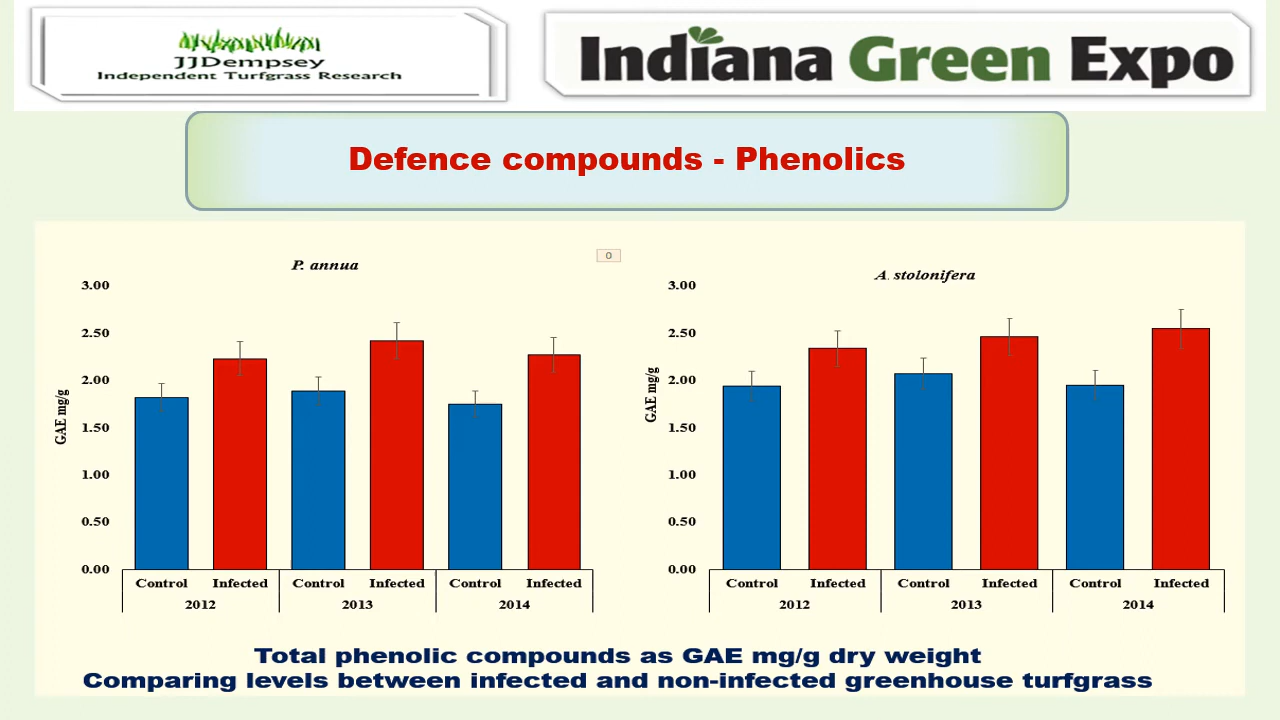 JJDempsey
Independent Turfgrass Research
Indiana Green Expo
Defence compounds - Phenolics
P. annua
0
3.00
2.50
2.00
1.50
1.00
0.50
0.00
GAE mg/g
Control Infected Control Infected Control Infected
2012 2013 2014
A. stolonifera
3.00
2.50
2.00
1.50
1.00
0.50
0.00
GAE mg/g
Control Infected Control Infected Control Infected
2012 2013 2014
Total phenolic compounds as GAE mg/g dry weight
Comparing levels between infected and non-infected greenhouse turfgrass